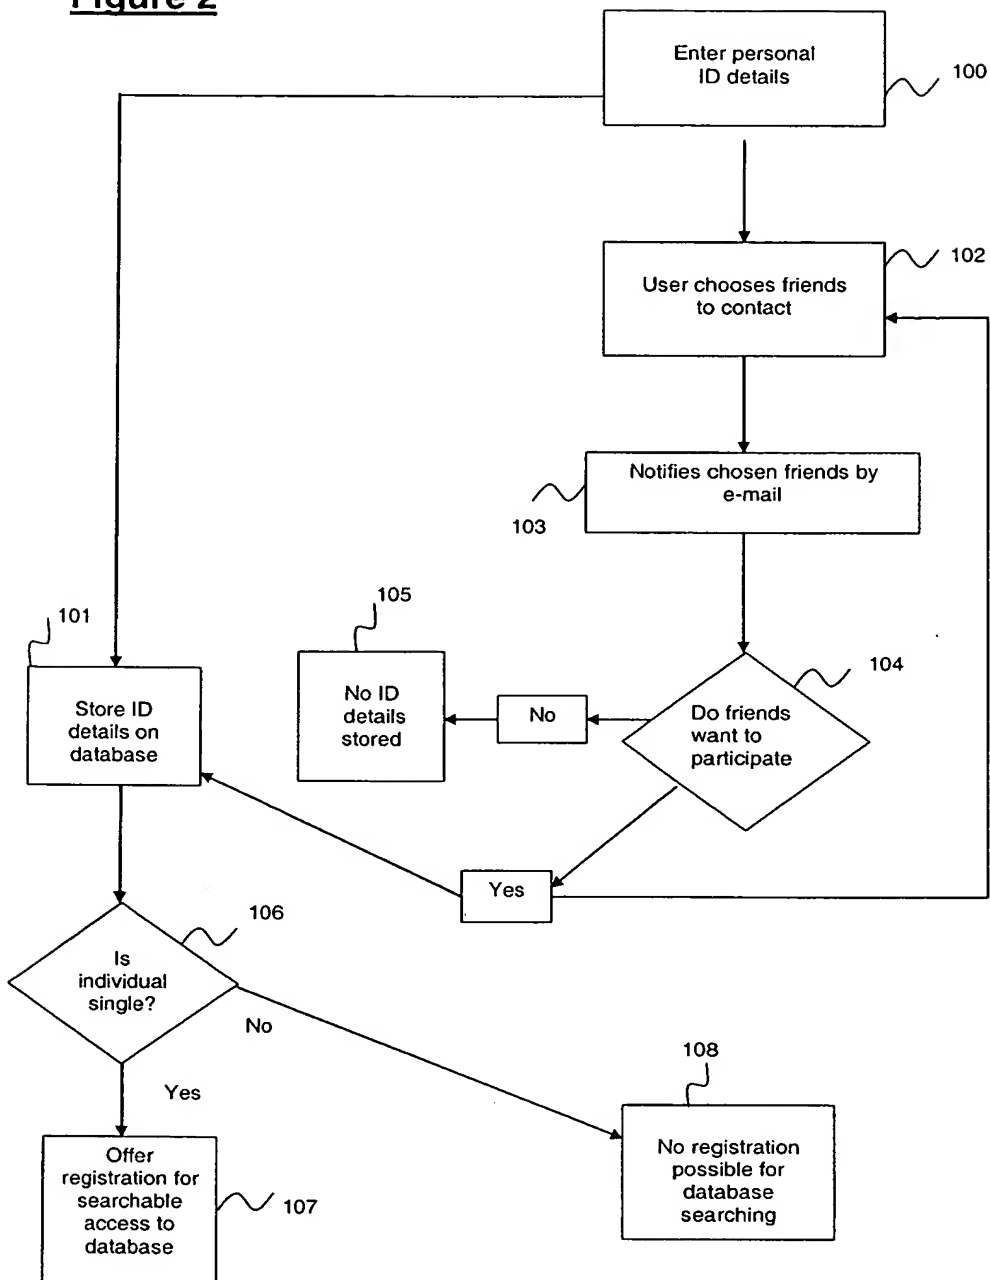 Figure 2
Enter personal
ID details
100
102
User chooses friends
to contact
Notifies chosen friends by
e-mail
103
105
101
104
No ID
details
stored
No
Do friends
want to
participate
Store ID
details on
database
Yes
106
Is
individual
single?
No
108
Yes
Offer
registration for
searchable
access to
database
107
No registration
possible for
database
searching